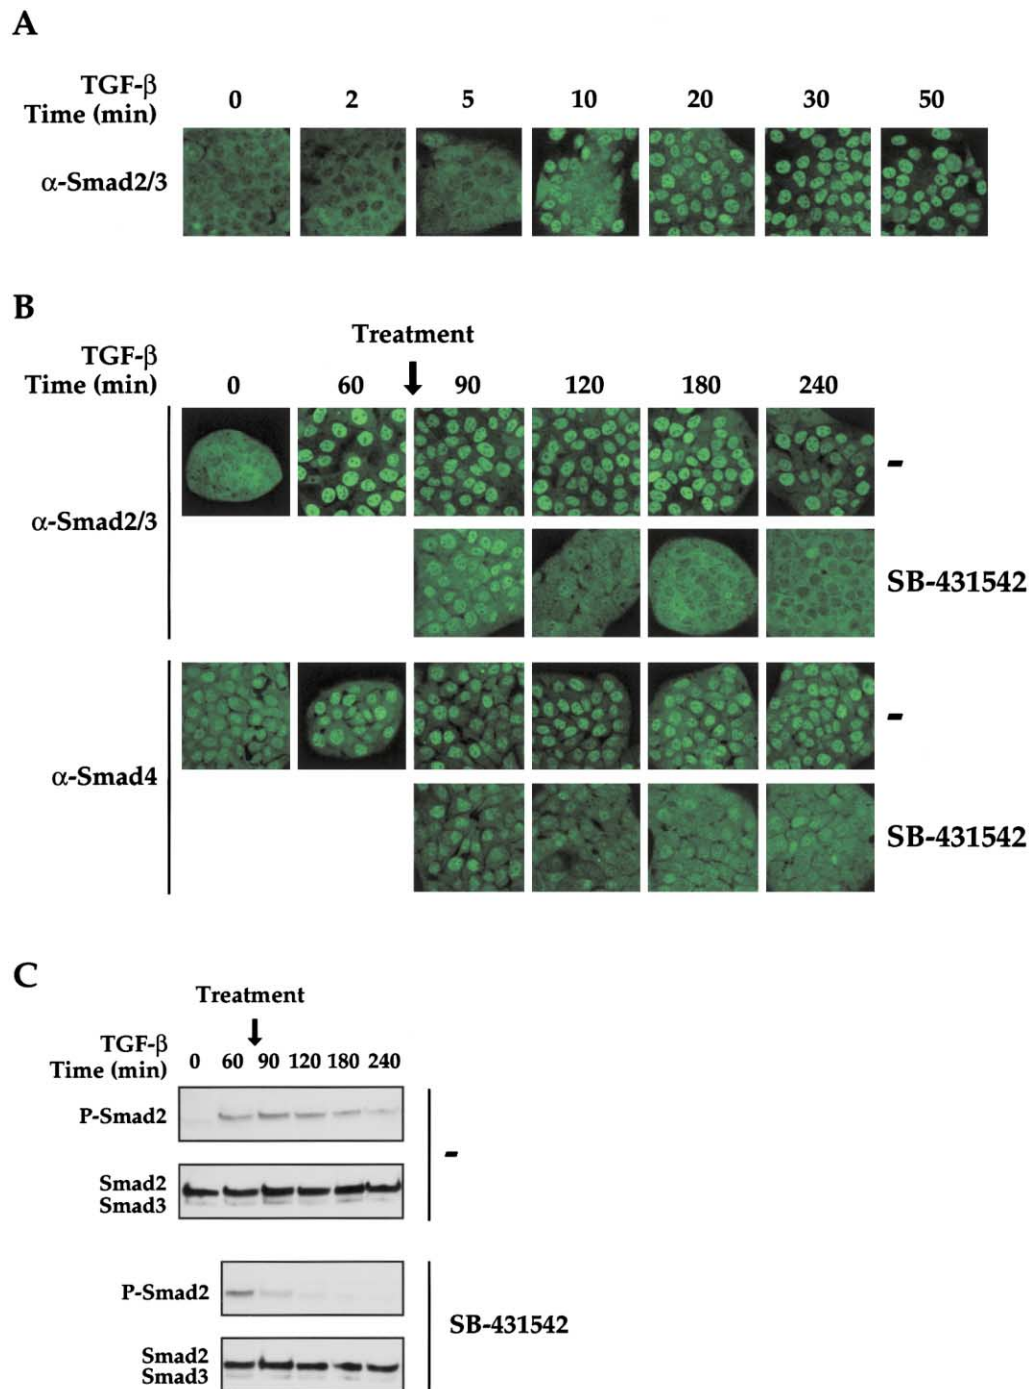 A
TGF-β
Time (min) 0 2 5 10 20 30 50
α-Smad2/3
B
Treatment
TGF-β
Time (min) 0 60 90 120 180 240
α-Smad2/3
-
SB-431542
α-Smad4
-
SB-431542
C
Treatment
TGF-β
Time (min) 0 60 90 120 180 240
P-Smad2
-
Smad2
Smad3
P-Smad2
SB-431542
Smad2
Smad3